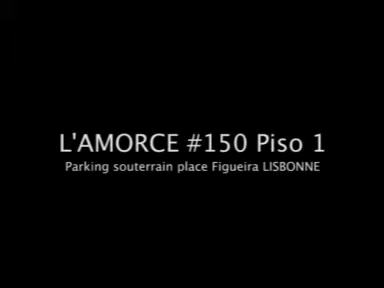 L'AMORCE #150 Piso 1
Parking souterrain place Figueira LISBONNE